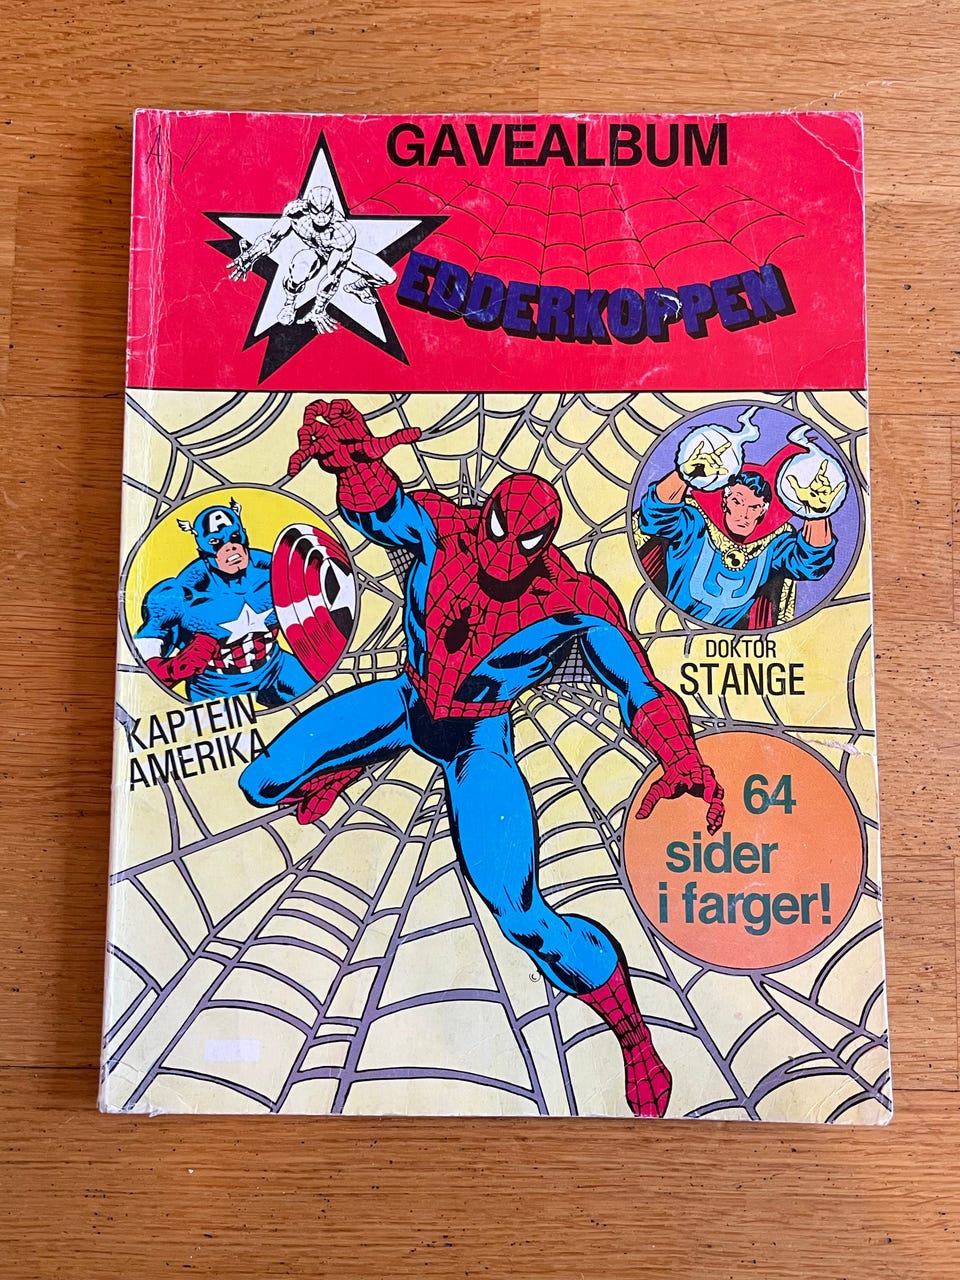 A
GAVEALBUM
EDDERKOPPEN
A
KAPTEIN
AMERIKA
DOKTOR
STANGE
64
sider
i farger!
©